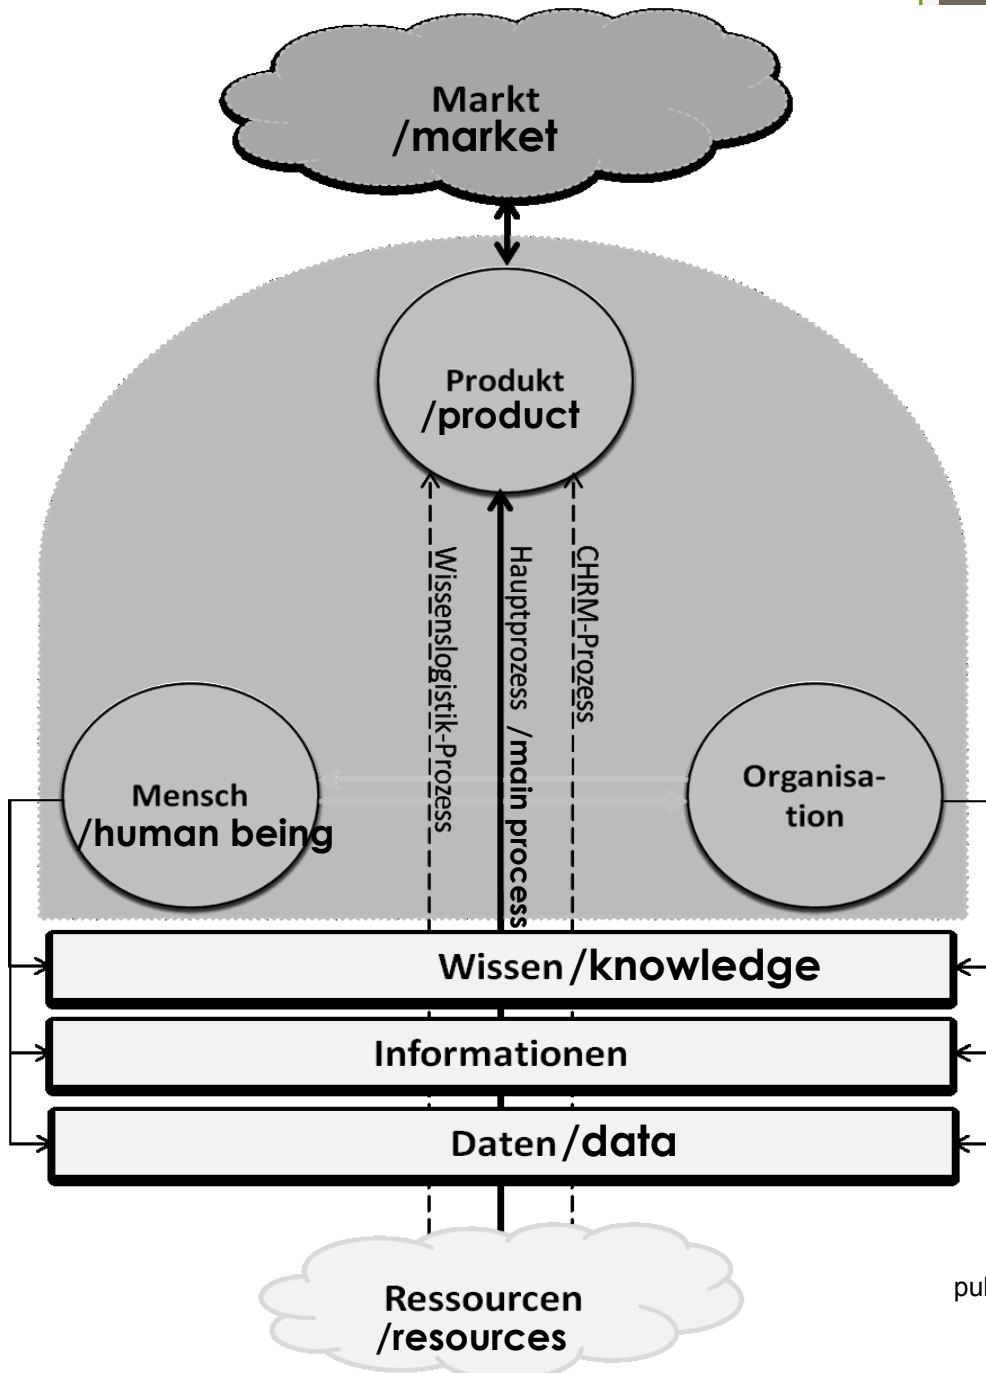 Markt
/market
Produkt
/product
Wissenslogistik-Prozess
Hauptprozess /main process
CHRM-Prozess
Mensch
/human being
Organisa-
tion
Wissen /knowledge
Informationen
Daten /data
Ressourcen
/resources